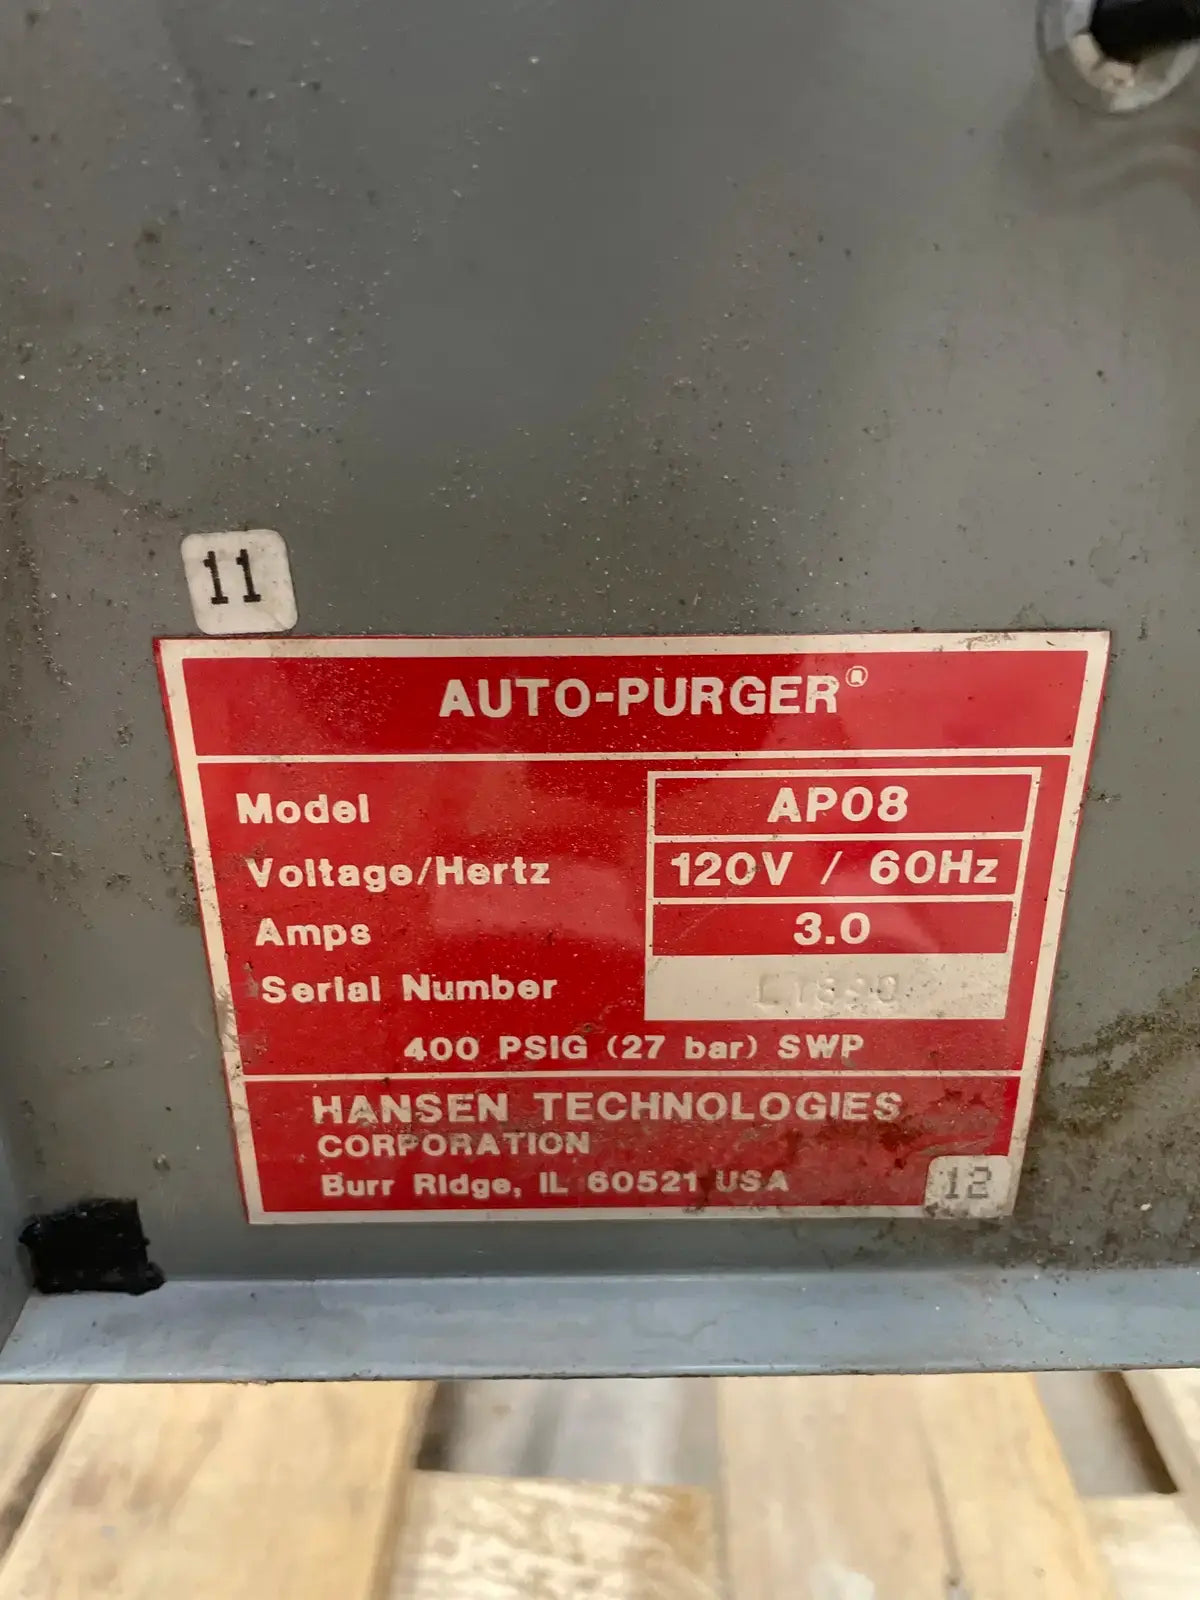 11
AUTO-PURGER®
Model AP08
Voltage/Hertz 120V / 60Hz
Amps 3.0
Serial Number
400 PSIG (27 bar) SWP
HANSEN TECHNOLOGIES
CORPORATION
Burr Ridge, IL 60521 USA
12